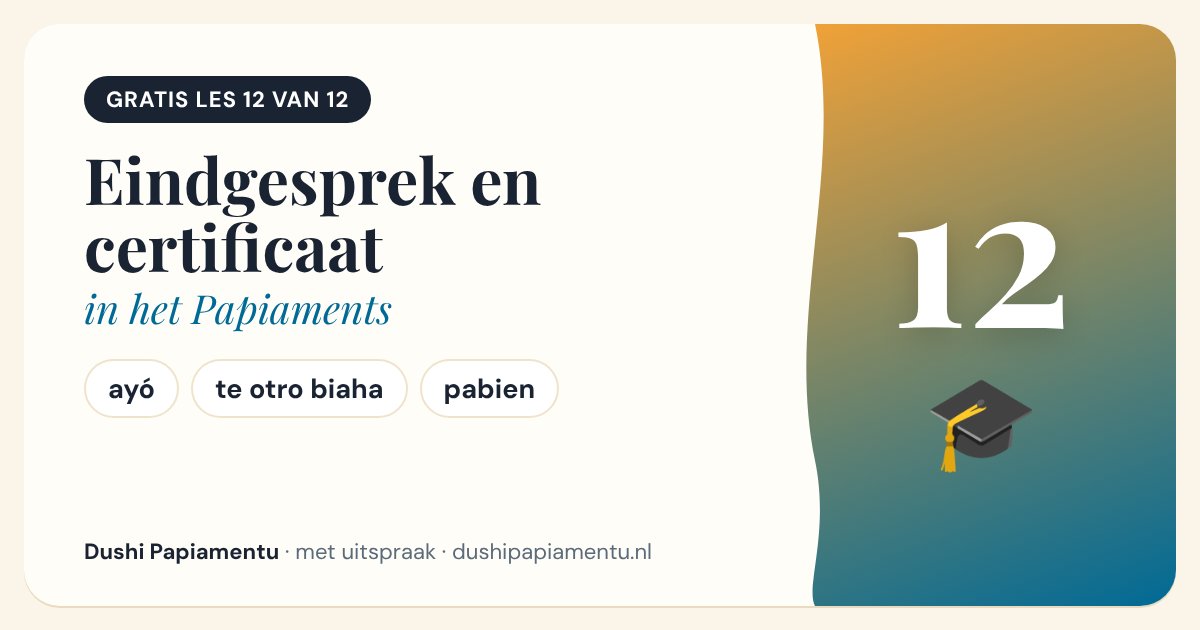 GRATIS LES 12 VAN 12
Eindgesprek en
certificaat
in het Papiaments
ayó
te otro biaha
pabien
12
Dushi Papiamentu · met uitspraak · dushipapiamentu.nl